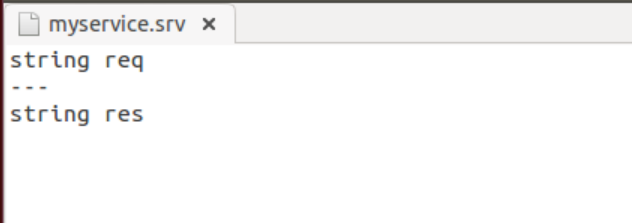 myservice.srv ×
string req
---
string res